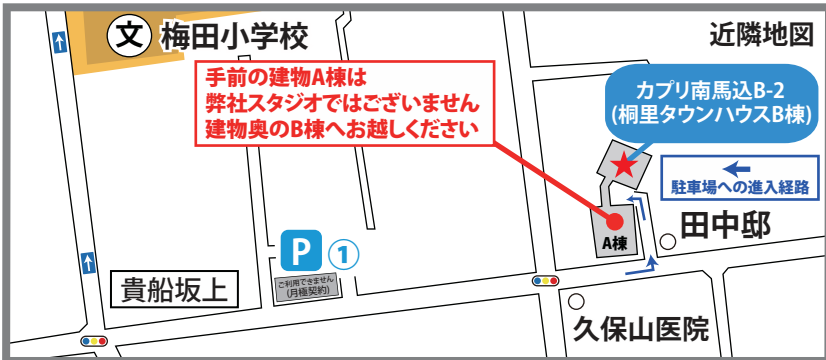 文 梅田小学校
近隣地図
手前の建物A棟は
弊社スタジオではございません
建物奥のB棟へお越しください
カプリ南馬込B-2
(桐里タウンハウスB棟)
駐車場への進入経路
田中邸
A棟
P ①
ご利用できません
(月極契約)
貴船坂上
久保山医院